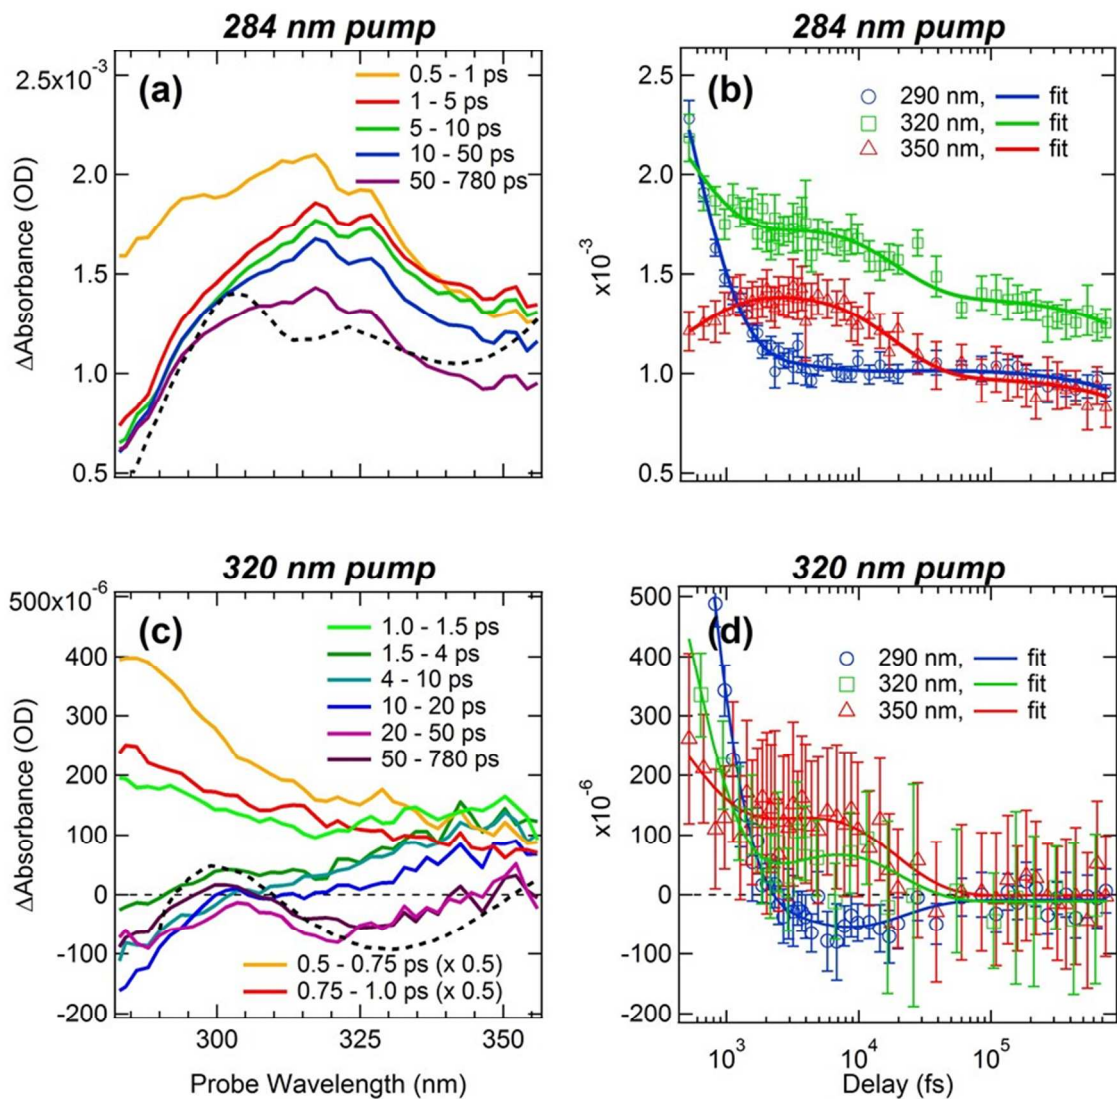 284 nm pump
2.5x10⁻³
(a)
0.5 - 1 ps
1 - 5 ps
5 - 10 ps
10 - 50 ps
50 - 780 ps
2.0
1.5
1.0
0.5
ΔAbsorbance (OD)
284 nm pump
2.5
(b)
290 nm, fit
320 nm, fit
350 nm, fit
2.0
1.5
1.0
0.5
x10⁻³
320 nm pump
500x10⁻⁶
(c)
1.0 - 1.5 ps
1.5 - 4 ps
4 - 10 ps
10 - 20 ps
20 - 50 ps
50 - 780 ps
400
300
200
100
0
-100
-200
0.5 - 0.75 ps (x 0.5)
0.75 - 1.0 ps (x 0.5)
ΔAbsorbance (OD)
300 325 350
Probe Wavelength (nm)
320 nm pump
500
(d)
290 nm, fit
320 nm, fit
350 nm, fit
400
300
200
100
0
-100
-200
x10⁻⁶
10³ 10⁴ 10⁵
Delay (fs)